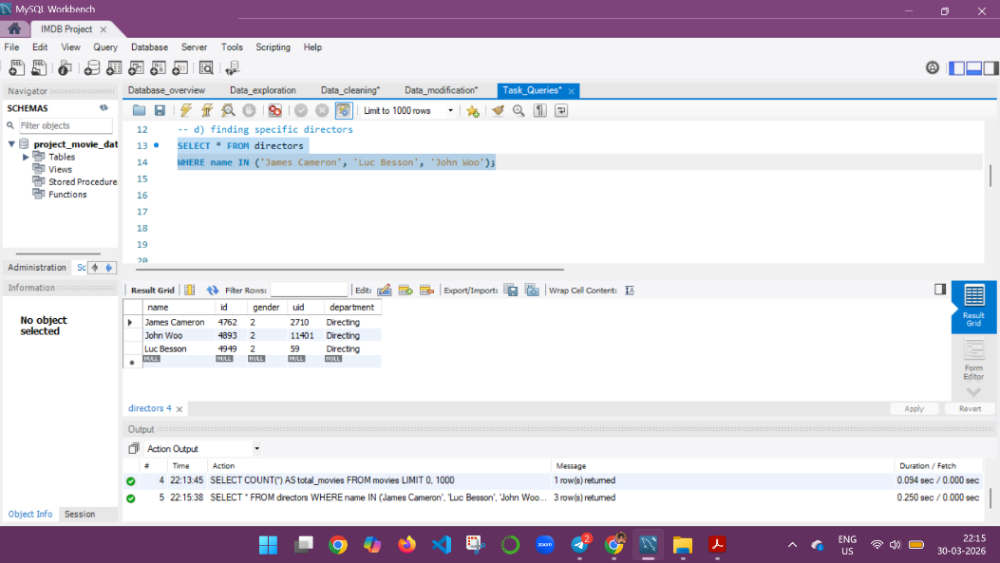 MySQL Workbench
IMDB Project
File Edit View Query Database Server Tools Scripting Help
Navigator
SCHEMAS
Filter objects
project_movie_dat
Tables
Views
Stored Procedure
Functions
Administration Sc
Information
No object
selected
Object Info Session
Database_overview Data_exploration Data_cleaning* Data_modification* Task_Queries*
Limit to 1000 rows
12 -- d) finding specific directors
13 SELECT * FROM directors
14 WHERE name IN ('James Cameron', 'Luc Besson', 'John Woo');
15
16
17
18
19
20
Result Grid Filter Rows: Edit: Export/Import: Wrap Cell Content:
name id gender uid department
James Cameron 4762 2 2710 Directing
John Woo 4893 2 11401 Directing
Luc Besson 4949 2 59 Directing
NULL NULL NULL NULL NULL
Result
Grid
Form
Editor
directors 4 Apply Revert
Output
Action Output
# Time Action Message Duration / Fetch
4 22:13:45 SELECT COUNT(*) AS total_movies FROM movies LIMIT 0, 1000 1 row(s) returned 0.094 sec / 0.000 sec
5 22:15:38 SELECT * FROM directors WHERE name IN ('James Cameron', 'Luc Besson', 'John Woo... 3 row(s) returned 0.250 sec / 0.000 sec
zoom
2
ENG
US
22:15
30-03-2026